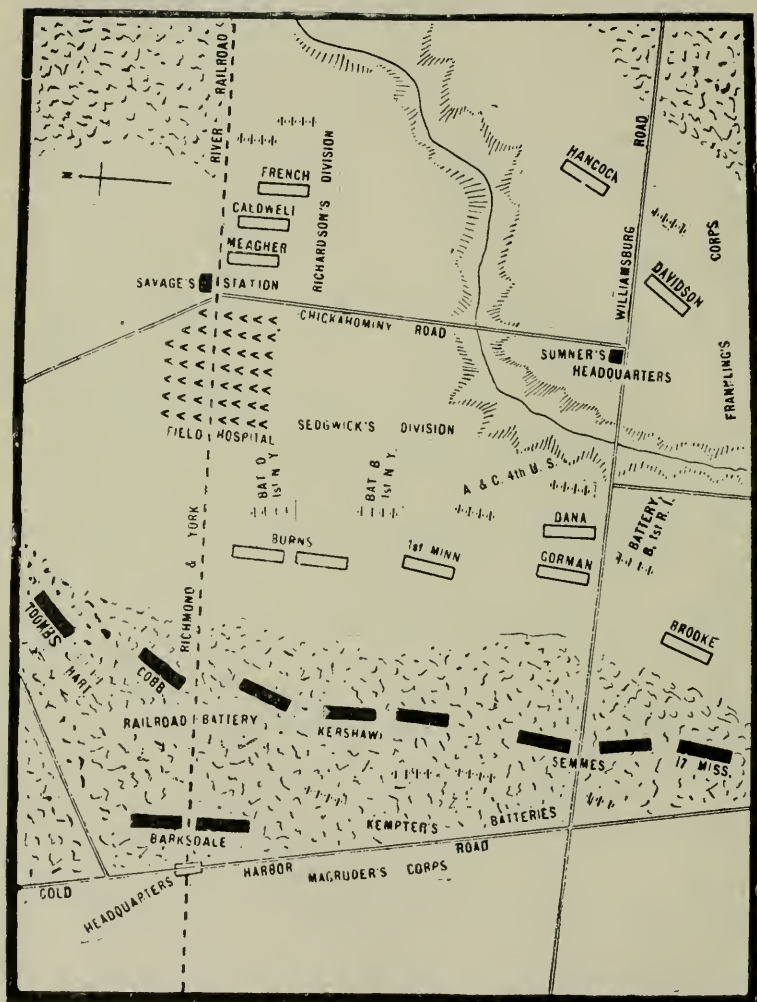 RIVER RAILROAD
N
FRENCH
CALDWELL
MEAGHER
RICHARDSON'S DIVISION
HANCOCK
WILLIAMSBURG ROAD
DAVIDSON
CORPS
FRANKLING'S
SAVAGE'S STATION
CHICKAHOMINY ROAD
SUMNER'S
HEADQUARTERS
FIELD HOSPITAL
SEDGWICK'S DIVISION
BAT D
1st N Y
BAT B
1st N. Y.
A & C. 4th U.S.
BATTERY
B, 1st R. I.
DANA
GORMAN
BURNS
1st MINN
BROOKE
RICHMOND & YORK
TOOMBS
HART
COBB
RAILROAD BATTERY
KERSHAW
SEMMES
17 MISS.
BARKSDALE
KEMPTER'S BATTERIES
COLD HARBOR ROAD
MAGRUDER'S CORPS
HEADQUARTERS